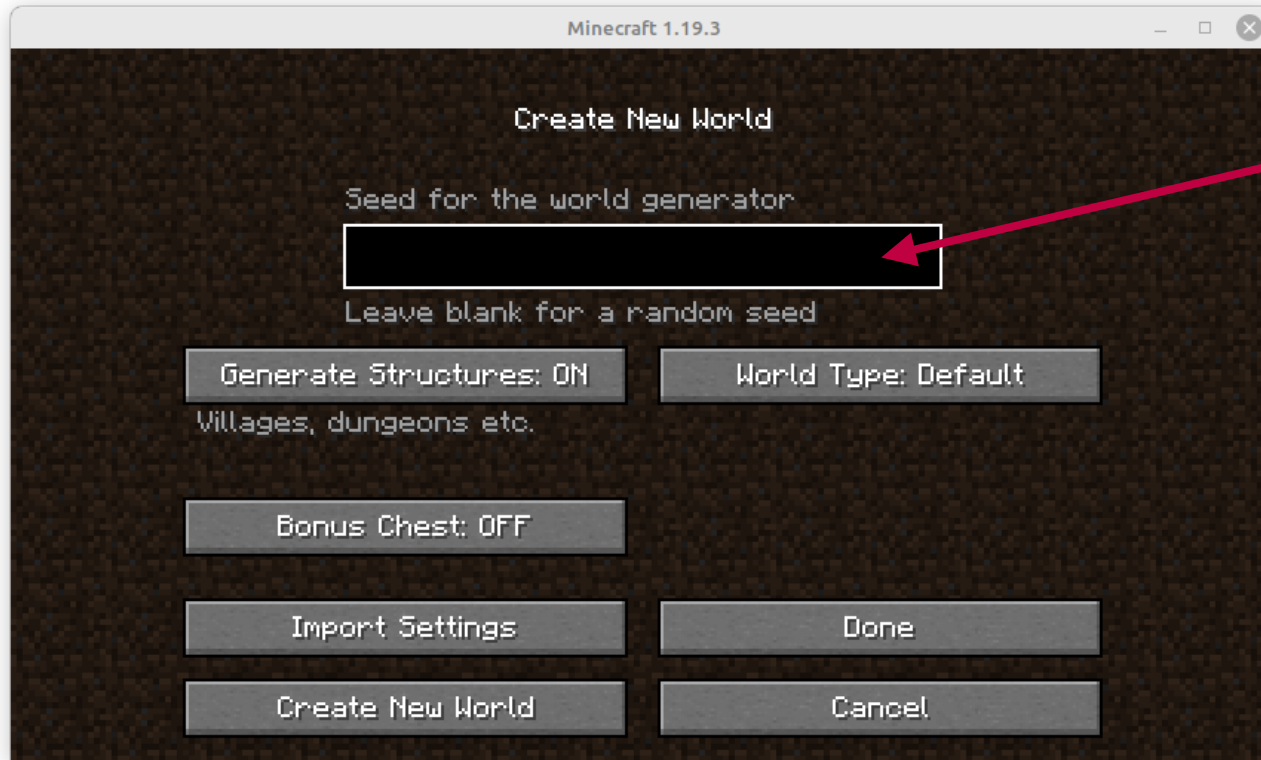 Minecraft 1.19.3
Create New World
Seed for the world generator
Leave blank for a random seed
Generate Structures: ON
World Type: Default
Villages, dungeons etc.
Bonus Chest: OFF
Import Settings
Done
Create New World
Cancel